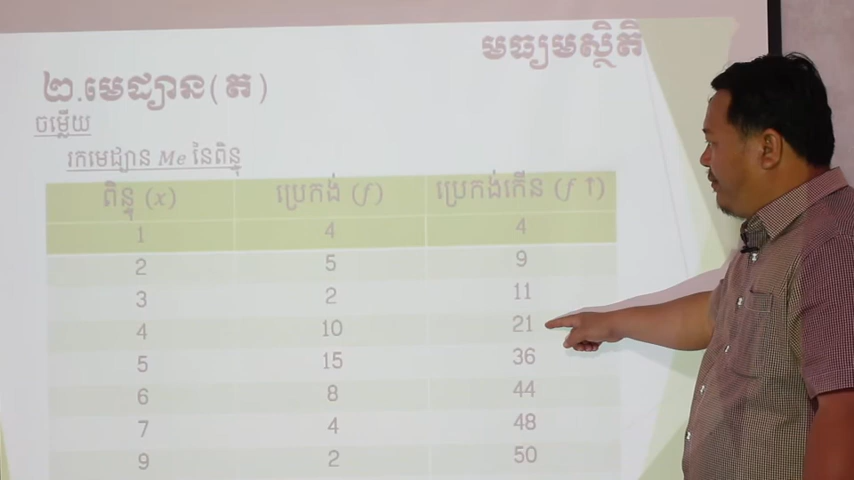 មធ្យមស្ថិតិ
២.មេដ្យាន(ត)
ចម្លើយ
រកមេដ្យាន Me នៃពិន្ទុ
ពិន្ទុ (x) ប្រេកង់ (f) ប្រេកង់កើន (f ↑)
1 4 4
2 5 9
3 2 11
4 10 21
5 15 36
6 8 44
7 4 48
9 2 50